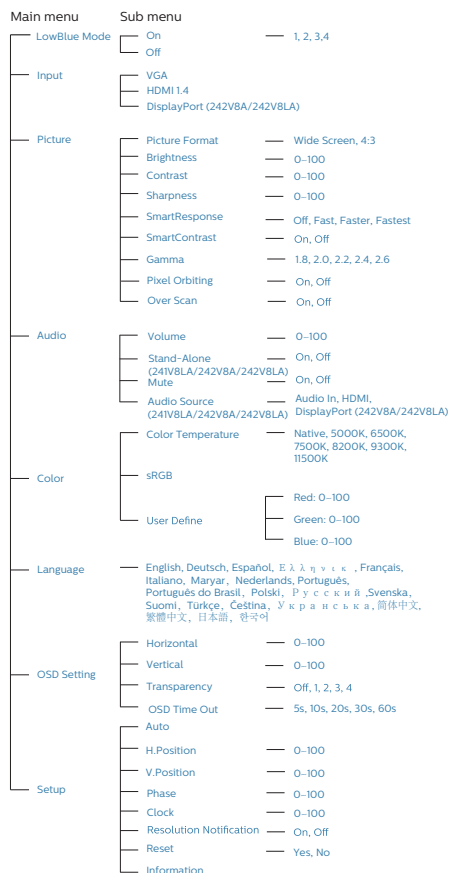 Main menu Sub menu
LowBlue Mode On 1, 2, 3,4
Off
Input VGA
HDMI 1.4
DisplayPort (242V8A/242V8LA)
Picture Picture Format Wide Screen, 4:3
Brightness 0-100
Contrast 0-100
Sharpness 0-100
SmartResponse Off, Fast, Faster, Fastest
SmartContrast On, Off
Gamma 1.8, 2.0, 2.2, 2.4, 2.6
Pixel Orbiting On, Off
Over Scan On, Off
Audio Volume 0-100
Stand-Alone On, Off
(241V8LA/242V8A/242V8LA)
Mute On, Off
Audio Source Audio In, HDMI,
(241V8LA/242V8A/242V8LA) DisplayPort (242V8A/242V8LA)
Color Color Temperature Native, 5000K, 6500K,
7500K, 8200K, 9300K,
11500K
sRGB
User Define Red: 0-100
Green: 0-100
Blue: 0-100
Language English, Deutsch, Español, Ελληνικ, Français,
Italiano, Maryar, Nederlands, Português,
Português do Brasil, Polski, Русский ,Svenska,
Suomi, Türkçe, Čeština, Українська, 简体中文,
繁體中文, 日本語, 한국어
OSD Setting Horizontal 0-100
Vertical 0-100
Transparency Off, 1, 2, 3, 4
OSD Time Out 5s, 10s, 20s, 30s, 60s
Setup Auto
H.Position 0-100
V.Position 0-100
Phase 0-100
Clock 0-100
Resolution Notification On, Off
Reset Yes, No
Information